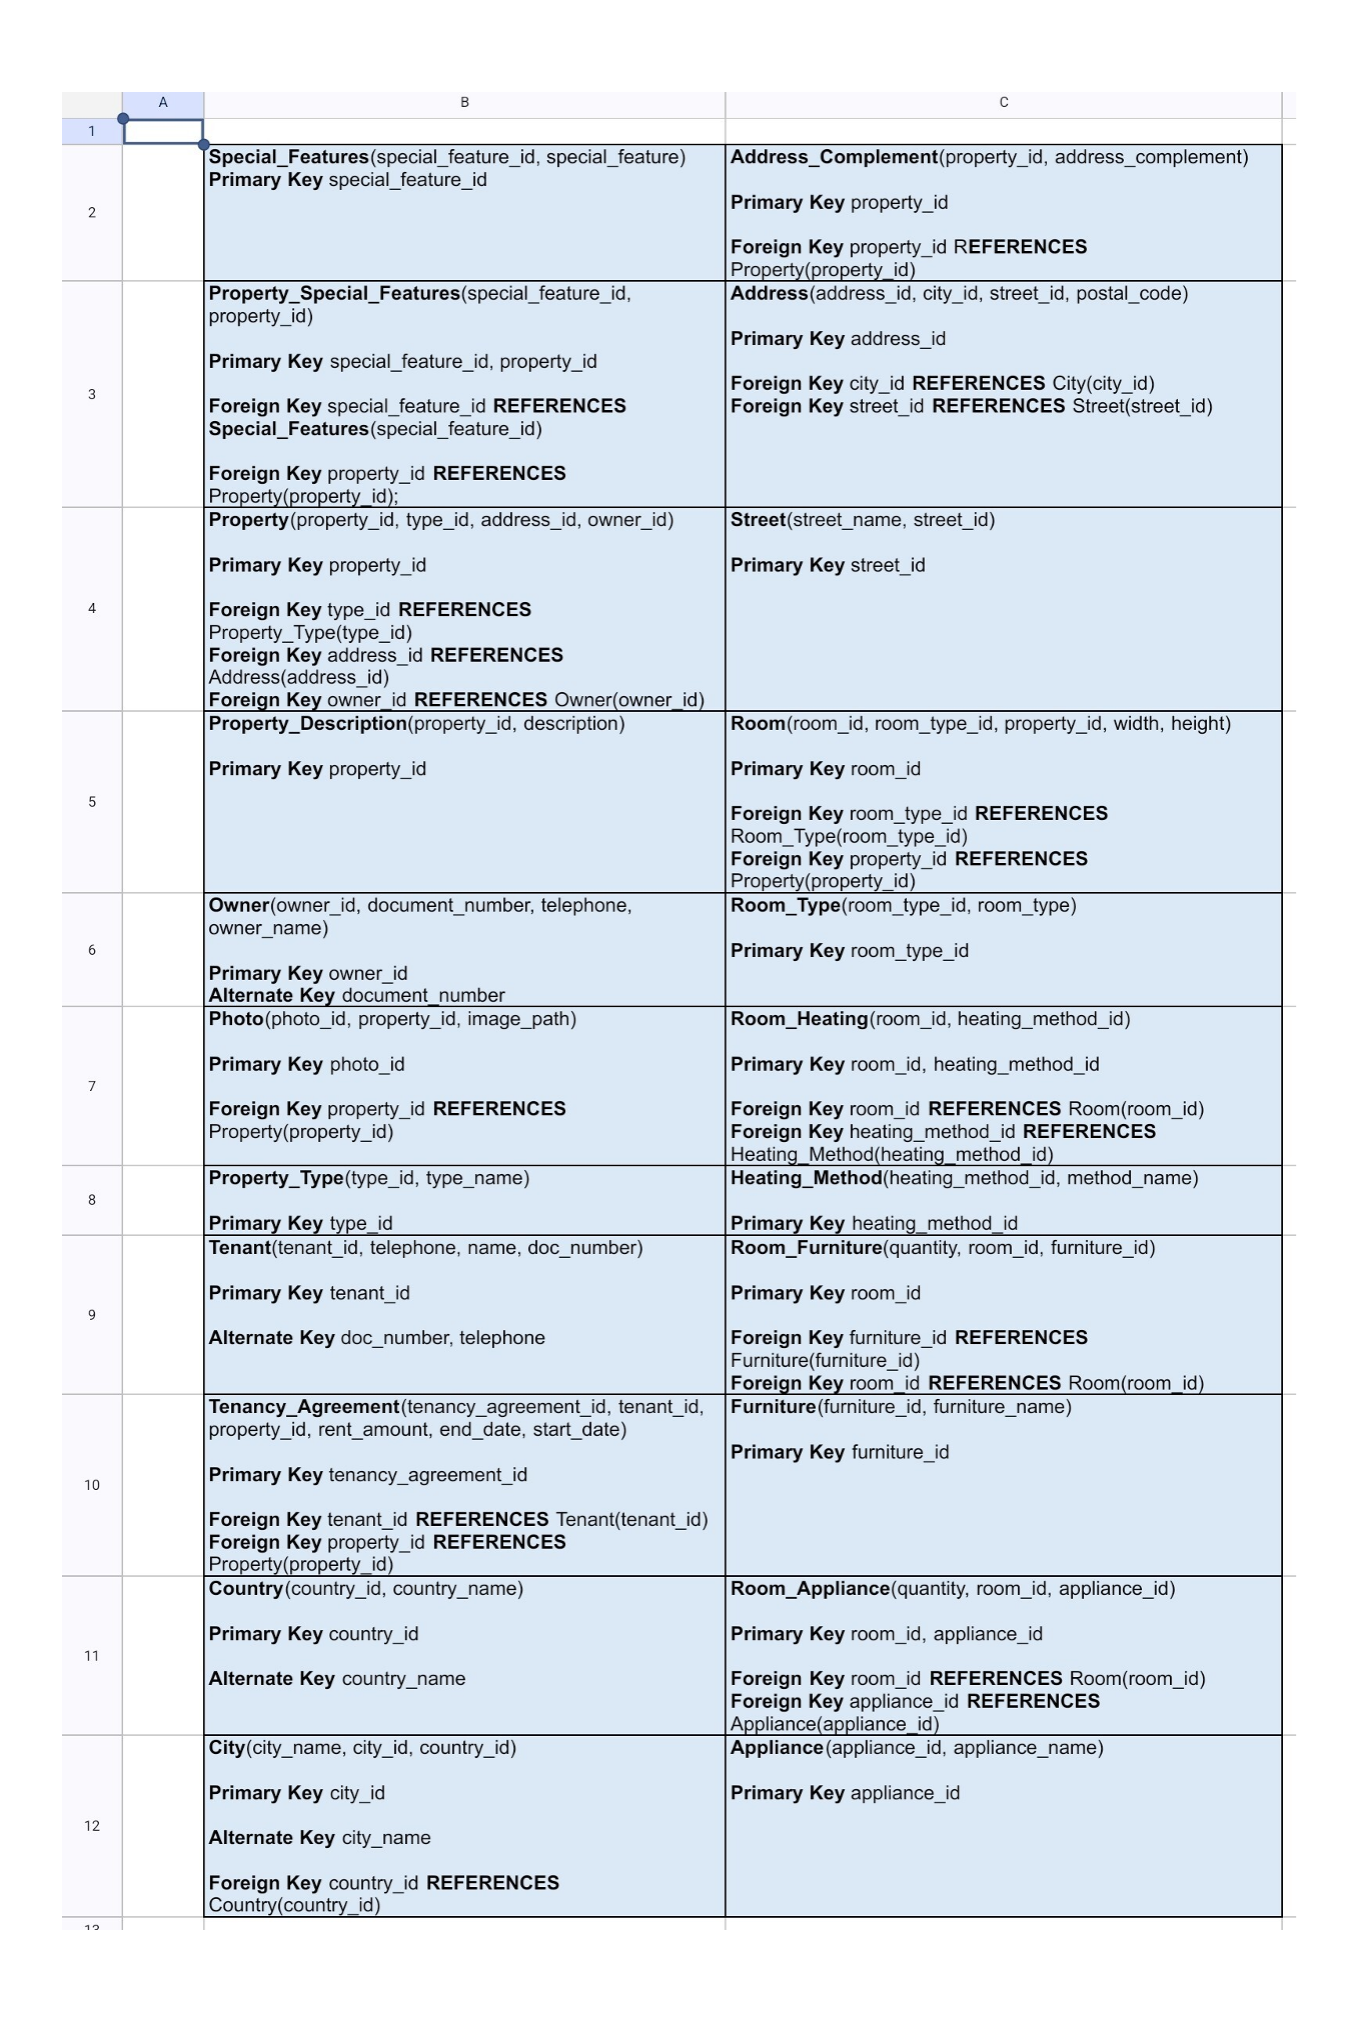 A
B
C
1
2
Special_Features(special_feature_id, special_feature)
Primary Key special_feature_id
Address_Complement(property_id, address_complement)
Primary Key property_id
Foreign Key property_id REFERENCES
Property(property_id)
3
Property_Special_Features(special_feature_id,
property_id)
Primary Key special_feature_id, property_id
Foreign Key special_feature_id REFERENCES
Special_Features(special_feature_id)
Foreign Key property_id REFERENCES
Property(property_id);
Address(address_id, city_id, street_id, postal_code)
Primary Key address_id
Foreign Key city_id REFERENCES City(city_id)
Foreign Key street_id REFERENCES Street(street_id)
4
Property(property_id, type_id, address_id, owner_id)
Primary Key property_id
Foreign Key type_id REFERENCES
Property_Type(type_id)
Foreign Key address_id REFERENCES
Address(address_id)
Foreign Key owner_id REFERENCES Owner(owner_id)
Street(street_name, street_id)
Primary Key street_id
5
Property_Description(property_id, description)
Primary Key property_id
Room(room_id, room_type_id, property_id, width, height)
Primary Key room_id
Foreign Key room_type_id REFERENCES
Room_Type(room_type_id)
Foreign Key property_id REFERENCES
Property(property_id)
6
Owner(owner_id, document_number, telephone,
owner_name)
Primary Key owner_id
Alternate Key document_number
Room_Type(room_type_id, room_type)
Primary Key room_type_id
7
Photo(photo_id, property_id, image_path)
Primary Key photo_id
Foreign Key property_id REFERENCES
Property(property_id)
Room_Heating(room_id, heating_method_id)
Primary Key room_id, heating_method_id
Foreign Key room_id REFERENCES Room(room_id)
Foreign Key heating_method_id REFERENCES
Heating_Method(heating_method_id)
8
Property_Type(type_id, type_name)
Primary Key type_id
Heating_Method(heating_method_id, method_name)
Primary Key heating_method_id
9
Tenant(tenant_id, telephone, name, doc_number)
Primary Key tenant_id
Alternate Key doc_number, telephone
Room_Furniture(quantity, room_id, furniture_id)
Primary Key room_id
Foreign Key furniture_id REFERENCES
Furniture(furniture_id)
Foreign Key room_id REFERENCES Room(room_id)
10
Tenancy_Agreement(tenancy_agreement_id, tenant_id,
property_id, rent_amount, end_date, start_date)
Primary Key tenancy_agreement_id
Foreign Key tenant_id REFERENCES Tenant(tenant_id)
Foreign Key property_id REFERENCES
Property(property_id)
Furniture(furniture_id, furniture_name)
Primary Key furniture_id
11
Country(country_id, country_name)
Primary Key country_id
Alternate Key country_name
Room_Appliance(quantity, room_id, appliance_id)
Primary Key room_id, appliance_id
Foreign Key room_id REFERENCES Room(room_id)
Foreign Key appliance_id REFERENCES
Appliance(appliance_id)
12
City(city_name, city_id, country_id)
Primary Key city_id
Alternate Key city_name
Foreign Key country_id REFERENCES
Country(country_id)
Appliance(appliance_id, appliance_name)
Primary Key appliance_id
13